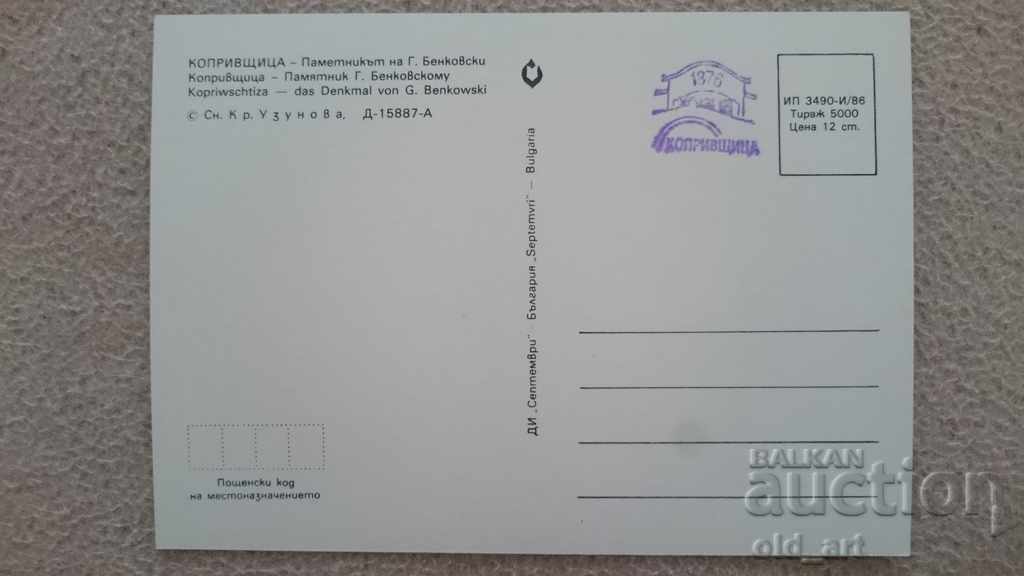 КОПРИВЩИЦА – Паметникът на Г. Бенковски
Копривщица – Памятник Г. Бенковскому
Kopriwschtiza — das Denkmal von G. Benkowski
© Сн. Кр. Узунова, Д-15887-А
ДИ „Септември" - България „Septemvri" – Bulgaria
1876
КОПРИВЩИЦА
ИП 3490-И/86
Тираж 5000
Цена 12 ст.
Пощенски код
на местоназначението
BALKAN
auction
old_art